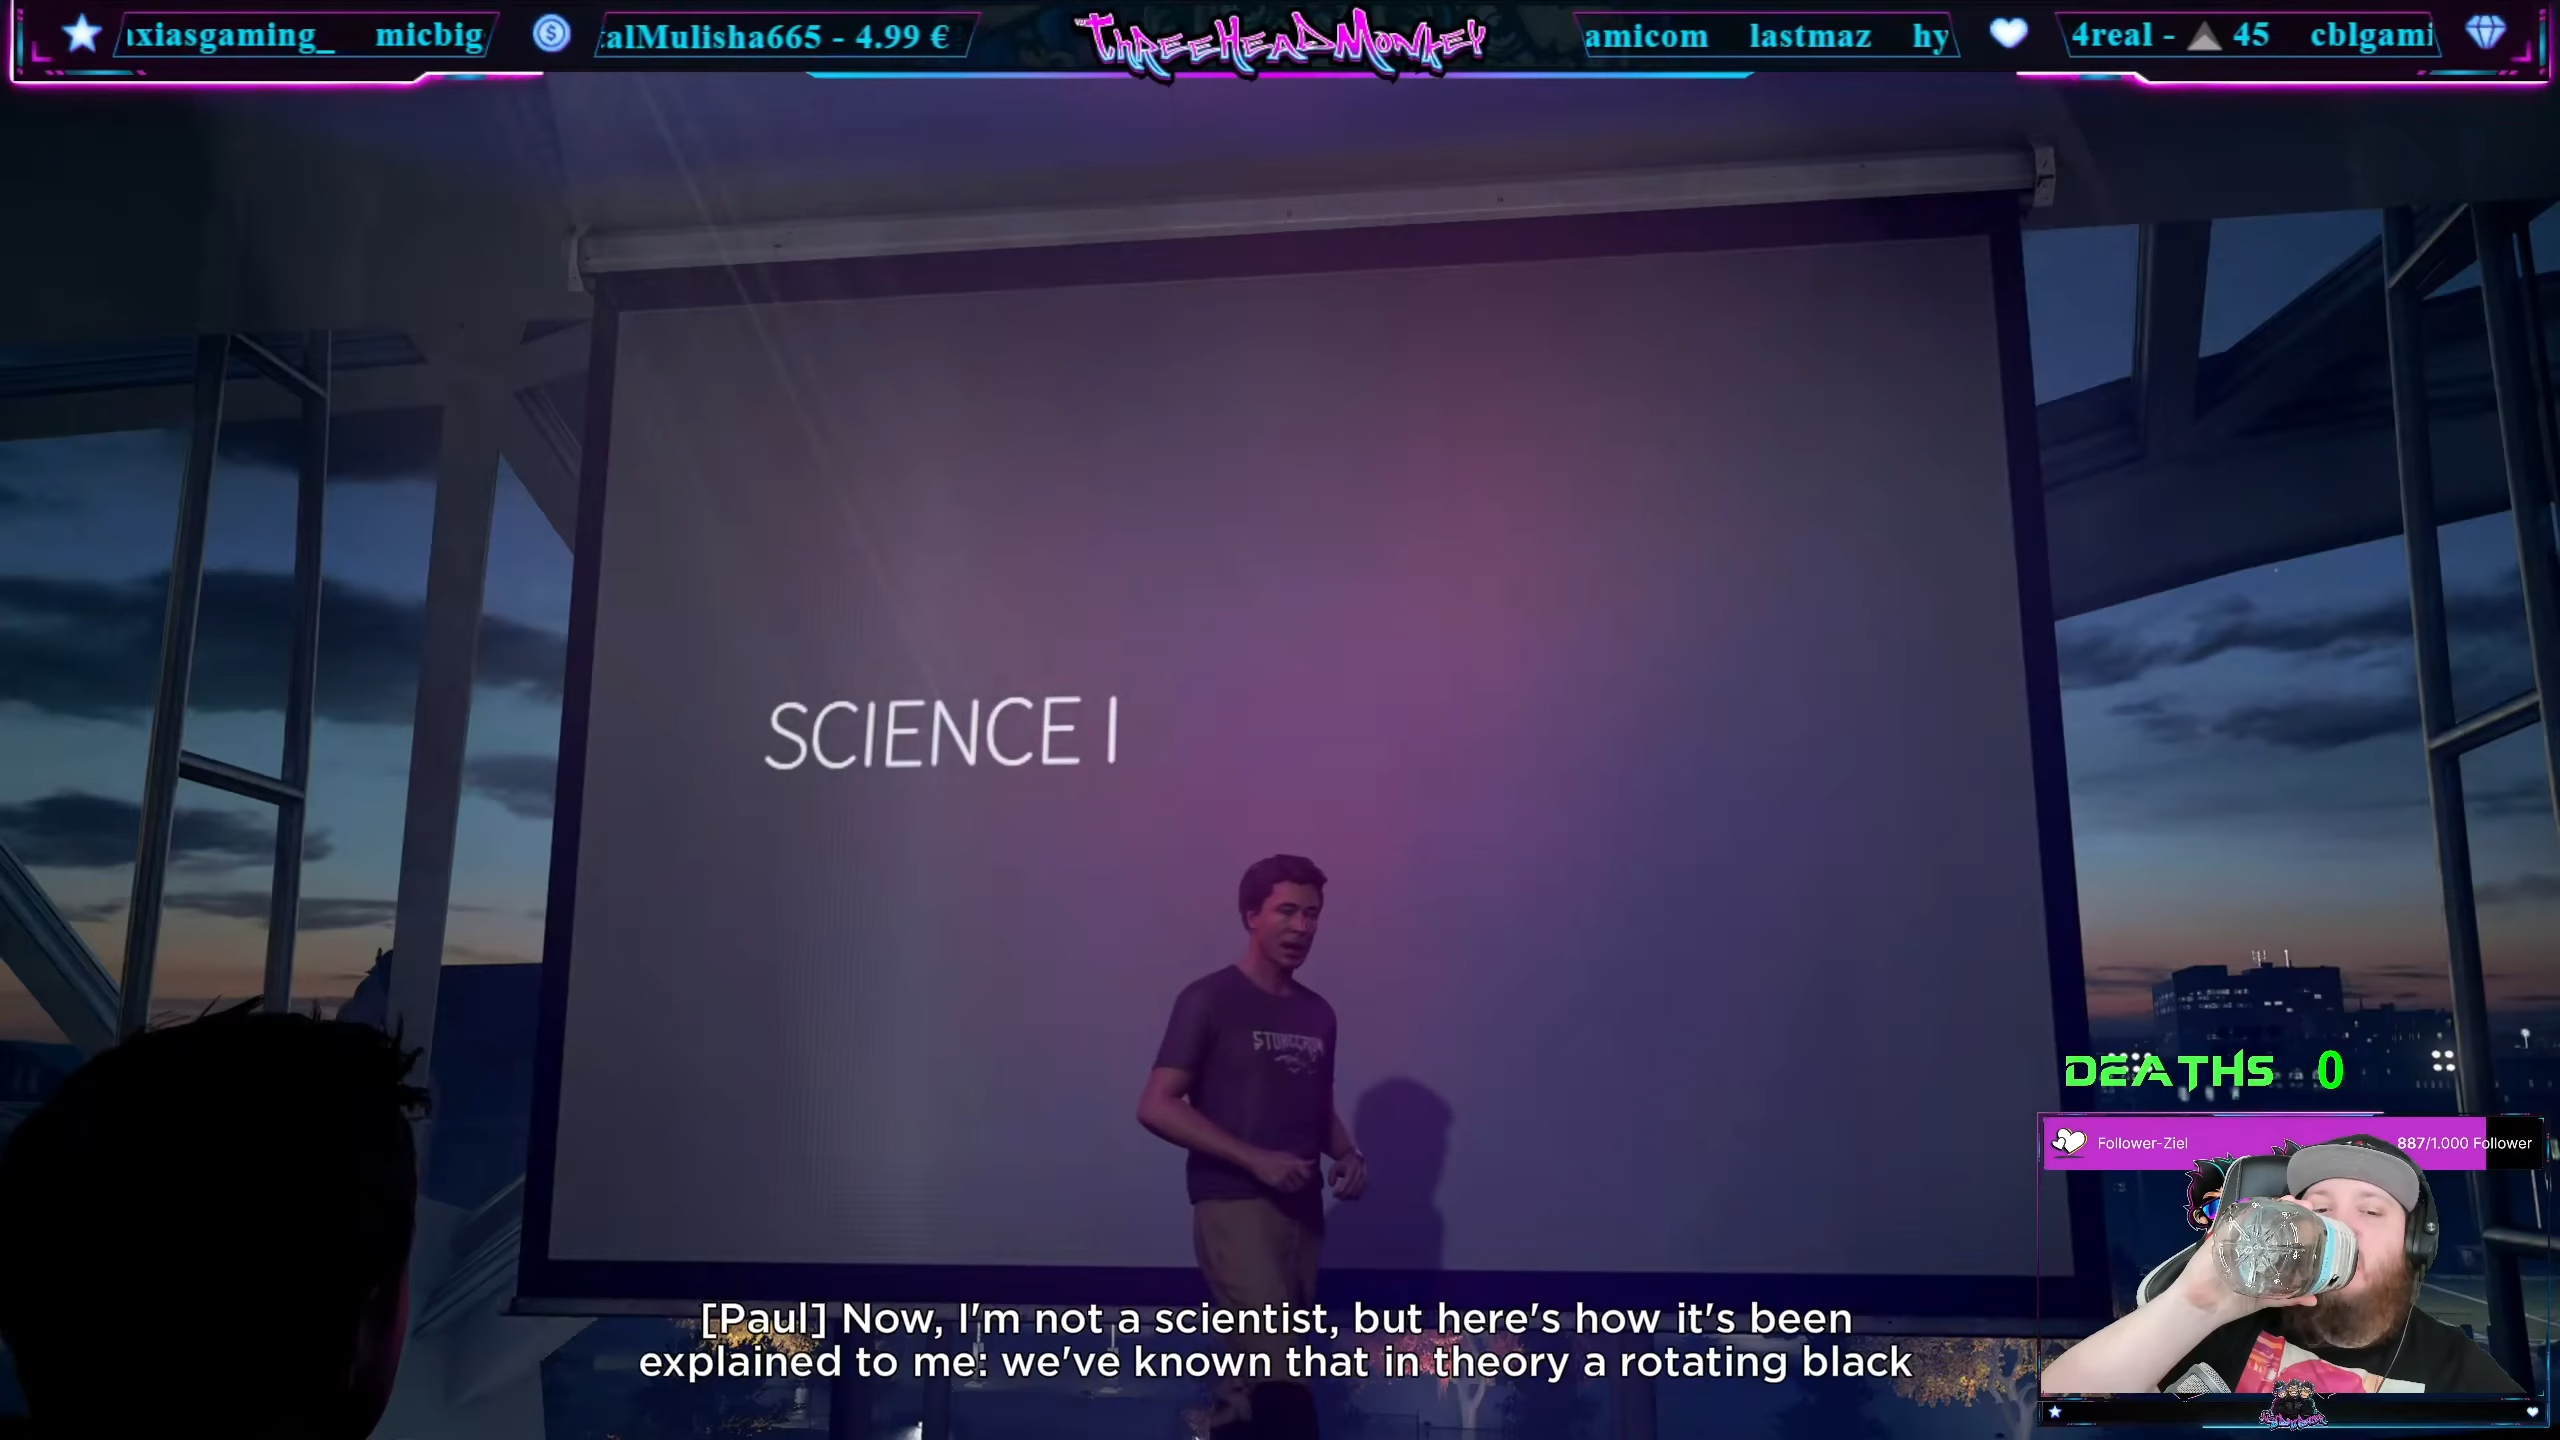 ıxiasgaming_ micbig
alMulisha665 - 4.99 €
THREEHEADMONKEY
amicom lastmaz hy
4real - 45 cblgami
SCIENCE I
DEATHS 0
Follower-Ziel 887/1.000 Follower
[Paul] Now, I'm not a scientist, but here's how it's been
explained to me: we've known that in theory a rotating black